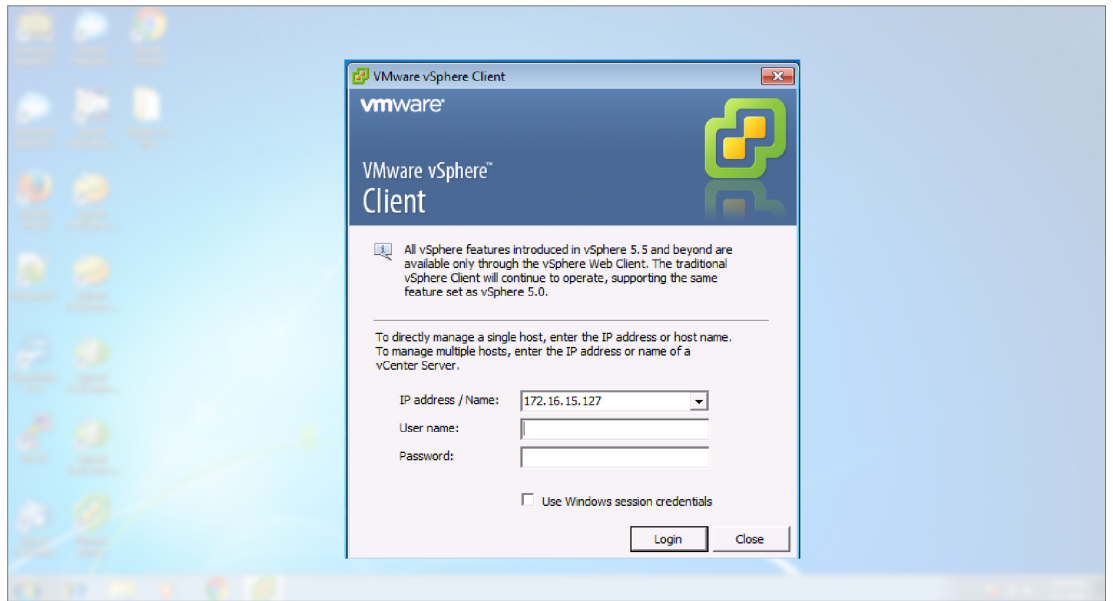 VMware vSphere Client
vmware
VMware vSphere™
Client
All vSphere features introduced in vSphere 5.5 and beyond are
available only through the vSphere Web Client. The traditional
vSphere Client will continue to operate, supporting the same
feature set as vSphere 5.0.
To directly manage a single host, enter the IP address or host name.
To manage multiple hosts, enter the IP address or name of a
vCenter Server.
IP address / Name: 172.16.15.127
User name:
Password:
Use Windows session credentials
Login Close